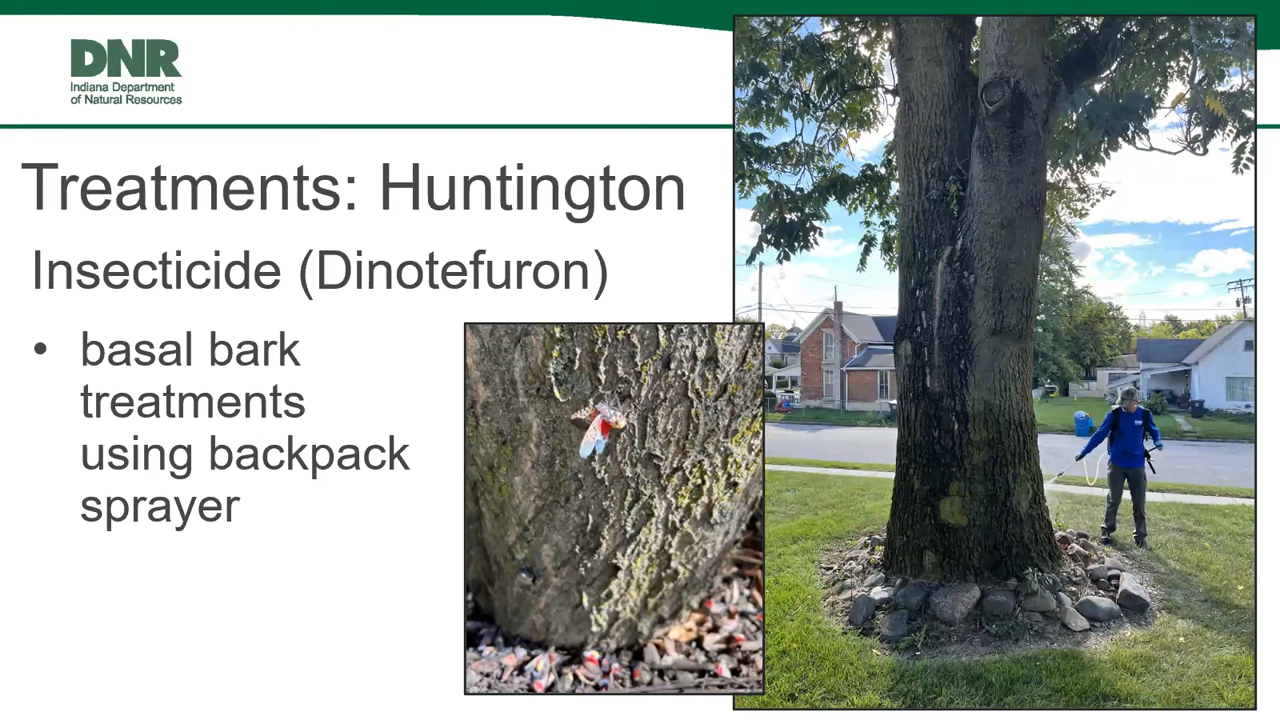 DNR
Indiana Department
of Natural Resources
Treatments: Huntington
Insecticide (Dinotefuron)
• basal bark
treatments
using backpack
sprayer